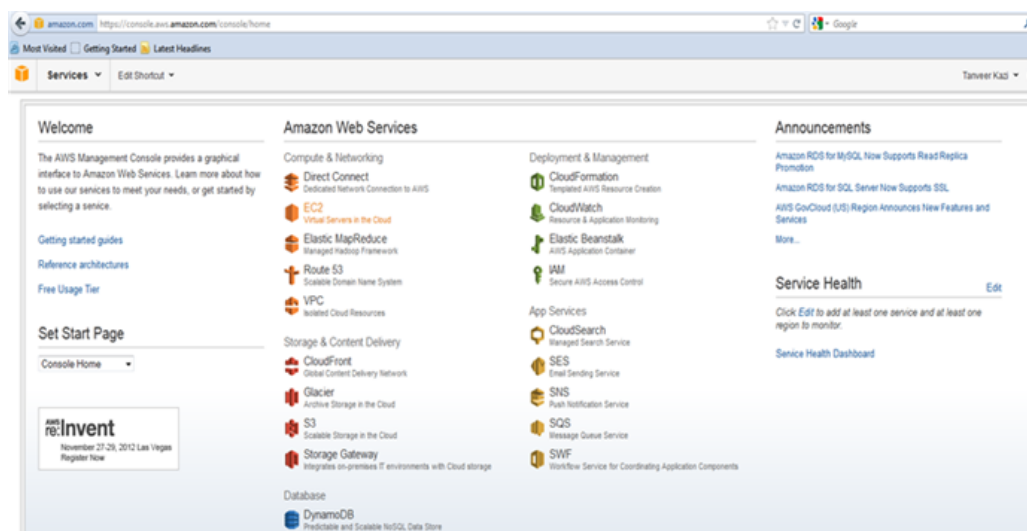 amazon.com https://console.aws.amazon.com/console/home
Google
Most Visited Getting Started Latest Headlines
Services Edit Shortcut
Tanveer Kazi
Welcome
The AWS Management Console provides a graphical
interface to Amazon Web Services. Learn more about how
to use our services to meet your needs, or get started by
selecting a service.
Getting started guides
Reference architectures
Free Usage Tier
Set Start Page
Console Home
AWS
re:Invent
November 27-29, 2012 Las Vegas
Register Now
Amazon Web Services
Compute & Networking
Direct Connect
Dedicated Network Connection to AWS
EC2
Virtual Servers in the Cloud
Elastic MapReduce
Managed Hadoop Framework
Route 53
Scalable Domain Name System
VPC
Isolated Cloud Resources
Storage & Content Delivery
CloudFront
Global Content Delivery Network
Glacier
Archive Storage in the Cloud
S3
Scalable Storage in the Cloud
Storage Gateway
Integrates on-premises IT environments with Cloud storage
Database
DynamoDB
Predictable and Scalable NoSQL Data Store
Deployment & Management
CloudFormation
Templated AWS Resource Creation
CloudWatch
Resource & Application Monitoring
Elastic Beanstalk
AWS Application Container
IAM
Secure AWS Access Control
App Services
CloudSearch
Managed Search Service
SES
Email Sending Service
SNS
Push Notification Service
SQS
Message Queue Service
SWF
Workflow Service for Coordinating Application Components
Announcements
Amazon RDS for MySQL Now Supports Read Replica
Promotion
Amazon RDS for SQL Server Now Supports SSL
AWS GovCloud (US) Region Announces New Features and
Services
More...
Service Health
Edit
Click Edit to add at least one service and at least one
region to monitor.
Service Health Dashboard